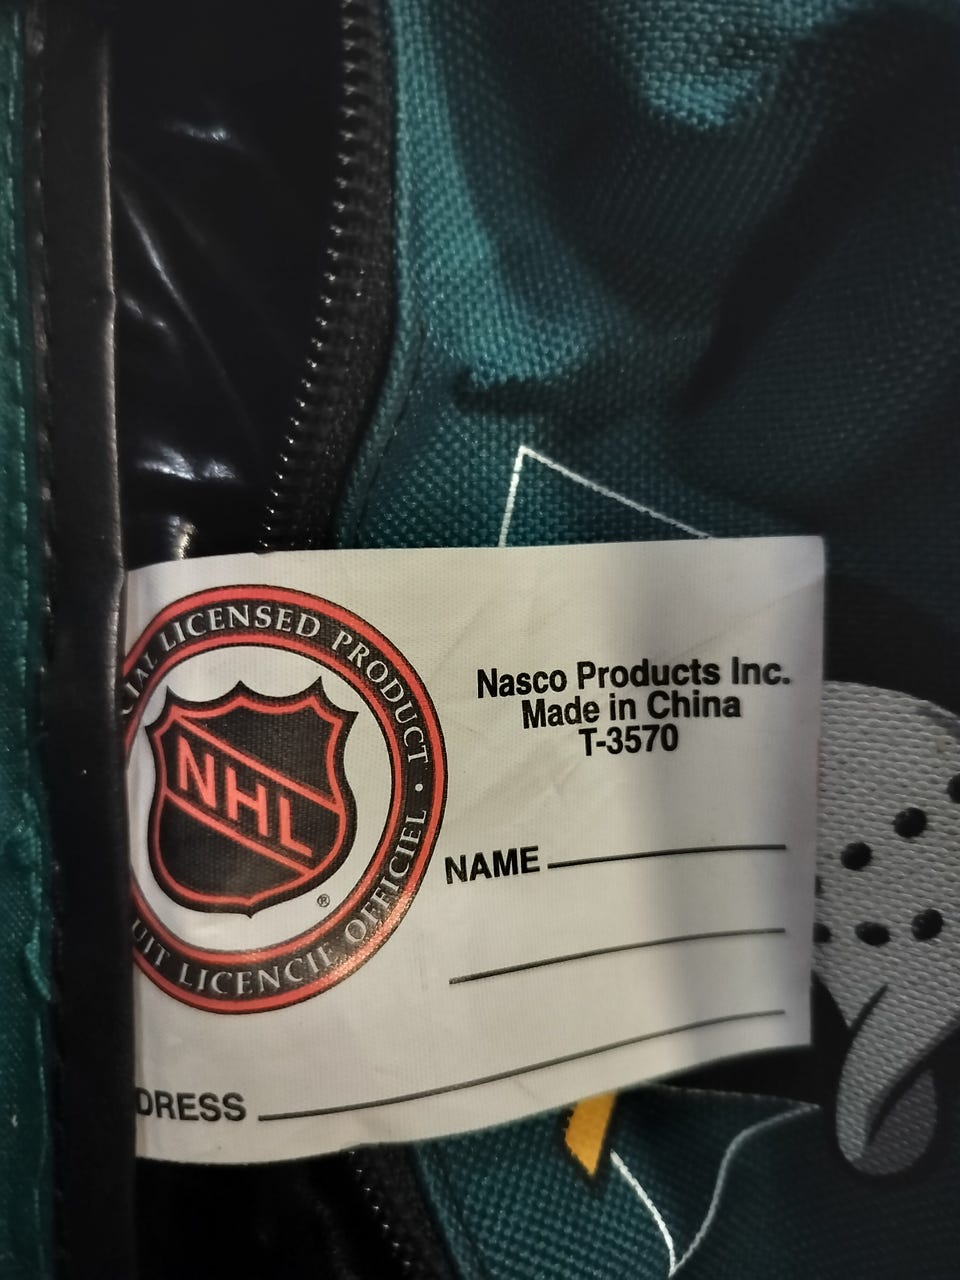 LICENSED PRODUCT •
OFFICIEL
LICENCIE
NHL
®
Nasco Products Inc.
Made in China
T-3570
NAME
DRESS